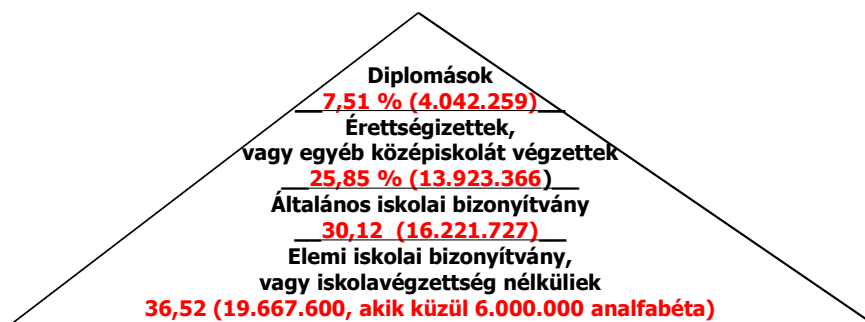 Diplomások
__7,51 % (4.042.259)__
Érettségizettek,
vagy egyéb középiskolát végzettek
__25,85 % (13.923.366)__
Általános iskolai bizonyítvány
__30,12 (16.221.727)__
Elemi iskolai bizonyítvány,
vagy iskolavégzettség nélküliek
36,52 (19.667.600, akik küzül 6.000.000 analfabéta)